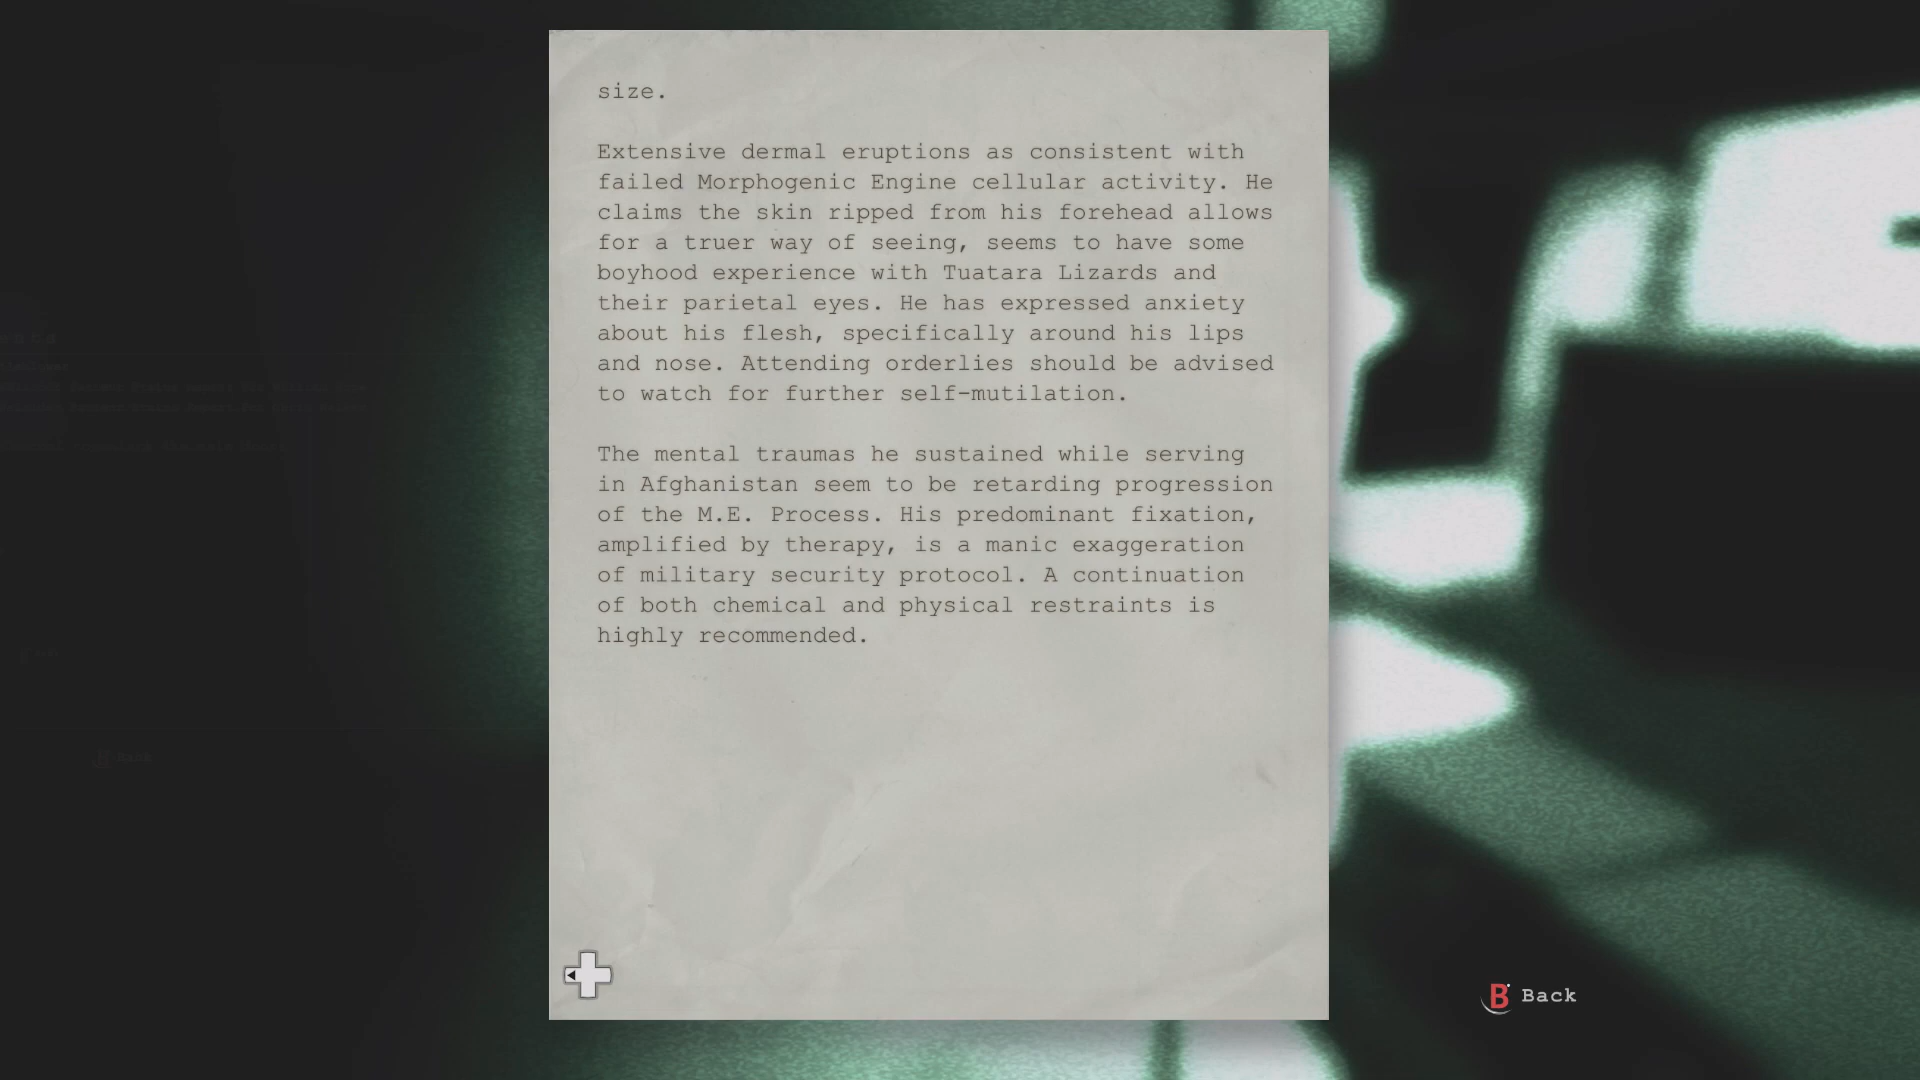 size.
Extensive dermal eruptions as consistent with
failed Morphogenic Engine cellular activity. He
claims the skin ripped from his forehead allows
for a truer way of seeing, seems to have some
boyhood experience with Tuatara Lizards and
their parietal eyes. He has expressed anxiety
about his flesh, specifically around his lips
and nose. Attending orderlies should be advised
to watch for further self-mutilation.
The mental traumas he sustained while serving
in Afghanistan seem to be retarding progression
of the M.E. Process. His predominant fixation,
amplified by therapy, is a manic exaggeration
of military security protocol. A continuation
of both chemical and physical restraints is
highly recommended.
B Back